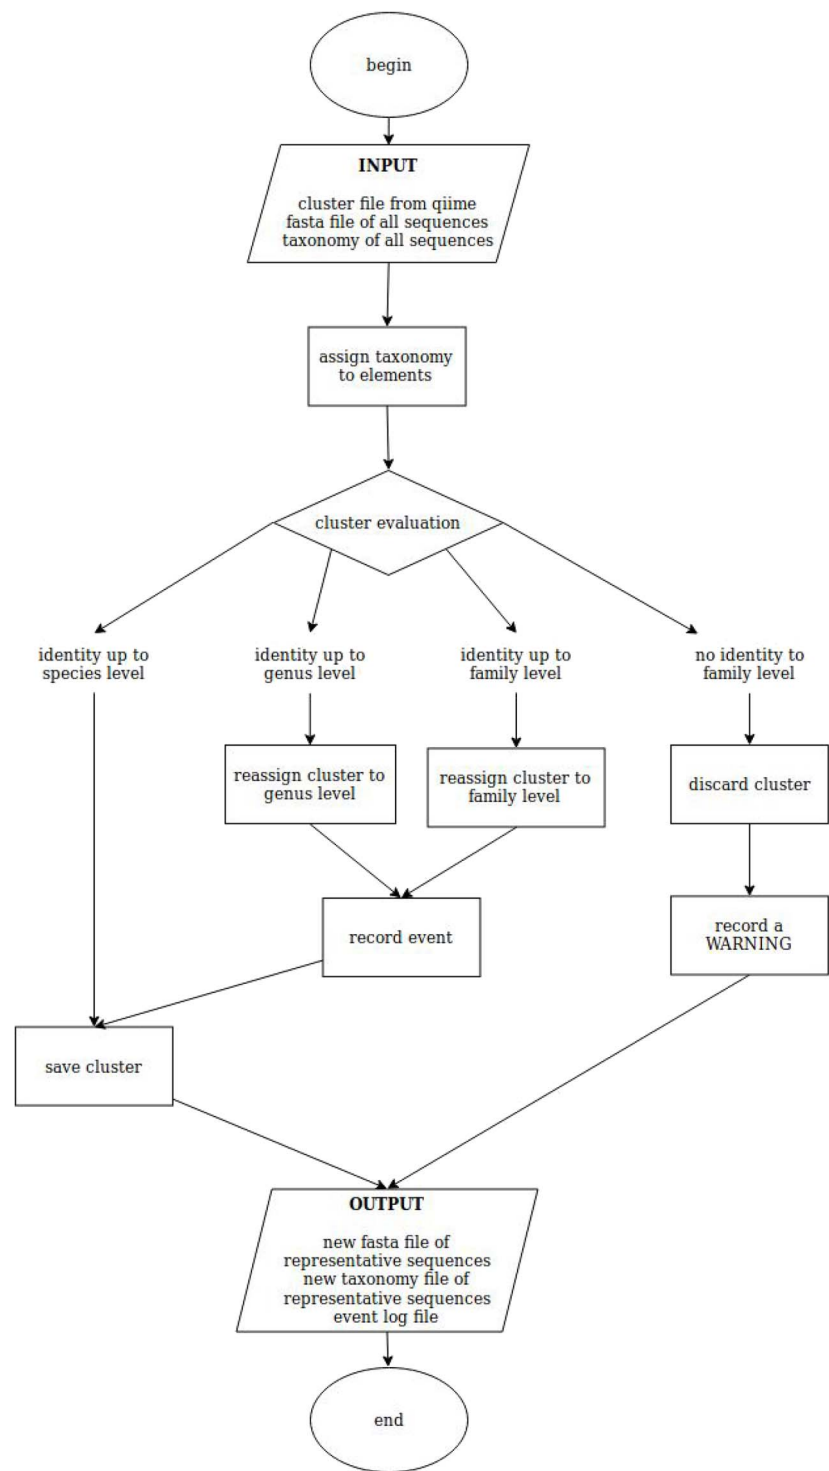 begin
INPUT
cluster file from qiime
fasta file of all sequences
taxonomy of all sequences
assign taxonomy
to elements
cluster evaluation
identity up to
species level
identity up to
genus level
identity up to
family level
no identity to
family level
reassign cluster to
genus level
reassign cluster to
family level
discard cluster
record event
record a
WARNING
save cluster
OUTPUT
new fasta file of
representative sequences
new taxonomy file of
representative sequences
event log file
end